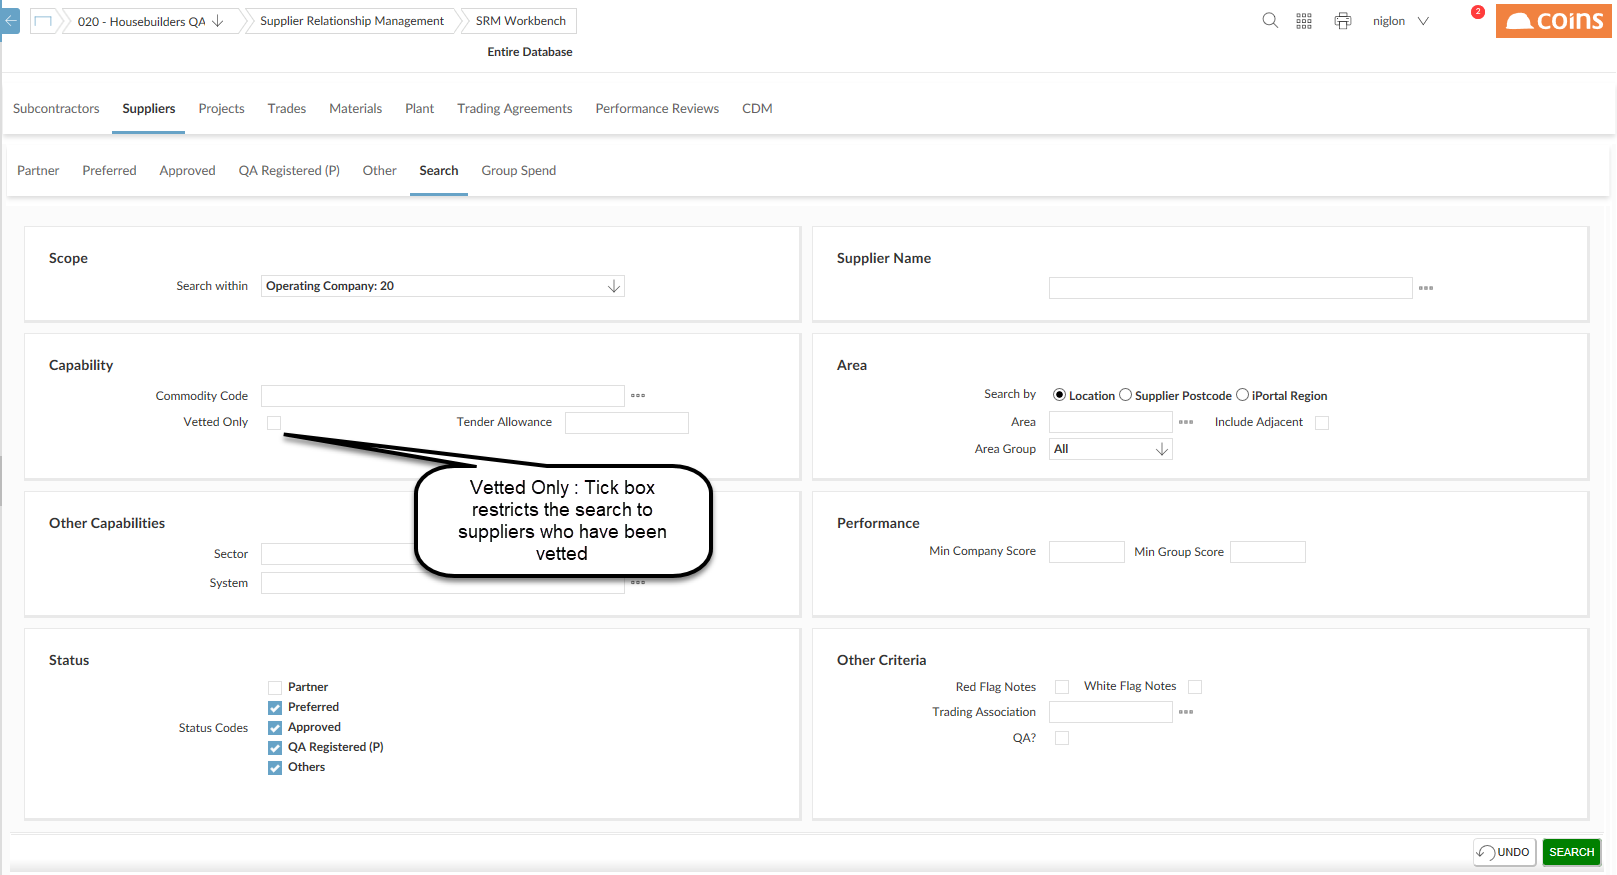 020 - Housebuilders QA
Supplier Relationship Management
SRM Workbench
niglon
2
coins
Entire Database
Subcontractors
Suppliers
Projects
Trades
Materials
Plant
Trading Agreements
Performance Reviews
CDM
Partner
Preferred
Approved
QA Registered (P)
Other
Search
Group Spend
Scope
Search within
Operating Company: 20
Supplier Name
Capability
Commodity Code
Vetted Only
Tender Allowance
Vetted Only : Tick box
restricts the search to
suppliers who have been
vetted
Area
Search by
Location
Supplier Postcode
iPortal Region
Area
Include Adjacent
Area Group
All
Other Capabilities
Sector
System
Performance
Min Company Score
Min Group Score
Status
Status Codes
Partner
Preferred
Approved
QA Registered (P)
Others
Other Criteria
Red Flag Notes
White Flag Notes
Trading Association
QA?
UNDO
SEARCH